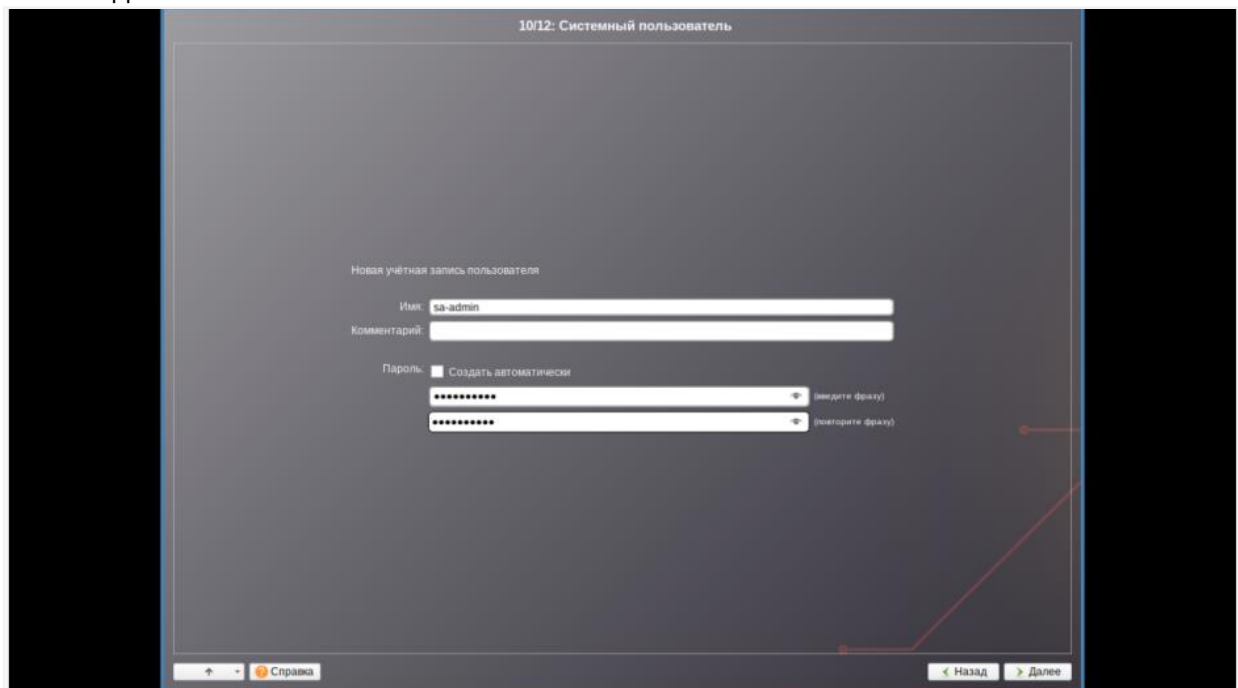 10/12: Системный пользователь
Новая учётная запись пользователя
Имя: sa-admin
Комментарий:
Пароль: Создать автоматически
•••••••••• (введите фразу)
•••••••••• (повторите фразу)
Справка
Назад
Далее